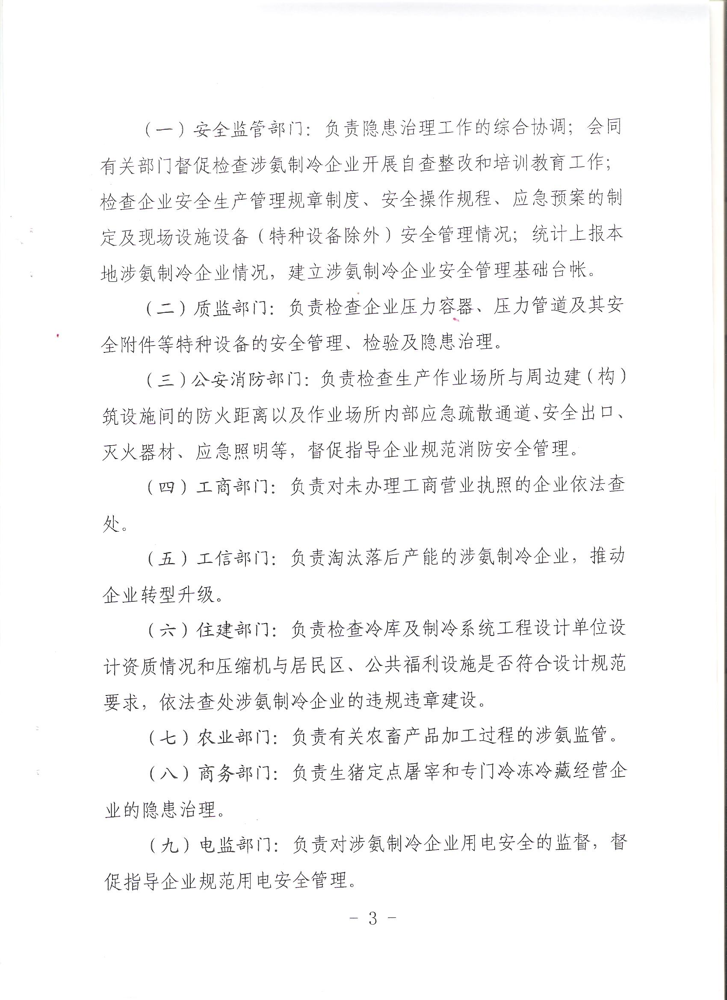 （一）安全监管部门：负责隐患治理工作的综合协调；会同
有关部门督促检查涉氨制冷企业开展自查整改和培训教育工作；
检查企业安全生产管理规章制度、安全操作规程、应急预案的制
定及现场设施设备（特种设备除外）安全管理情况；统计上报本
地涉氨制冷企业情况，建立涉氨制冷企业安全管理基础台帐。
（二）质监部门：负责检查企业压力容器、压力管道及其安
全附件等特种设备的安全管理、检验及隐患治理。
（三）公安消防部门：负责检查生产作业场所与周边建（构）
筑设施间的防火距离以及作业场所内部应急疏散通道、安全出口、
灭火器材、应急照明等，督促指导企业规范消防安全管理。
（四）工商部门：负责对未办理工商营业执照的企业依法查
处。
（五）工信部门：负责淘汰落后产能的涉氨制冷企业，推动
企业转型升级。
（六）住建部门：负责检查冷库及制冷系统工程设计单位设
计资质情况和压缩机与居民区、公共福利设施是否符合设计规范
要求，依法查处涉氨制冷企业的违规违章建设。
（七）农业部门：负责有关农畜产品加工过程的涉氨监管。
（八）商务部门：负责生猪定点屠宰和专门冷冻冷藏经营企
业的隐患治理。
（九）电监部门：负责对涉氨制冷企业用电安全的监督，督
促指导企业规范用电安全管理。
- 3 -